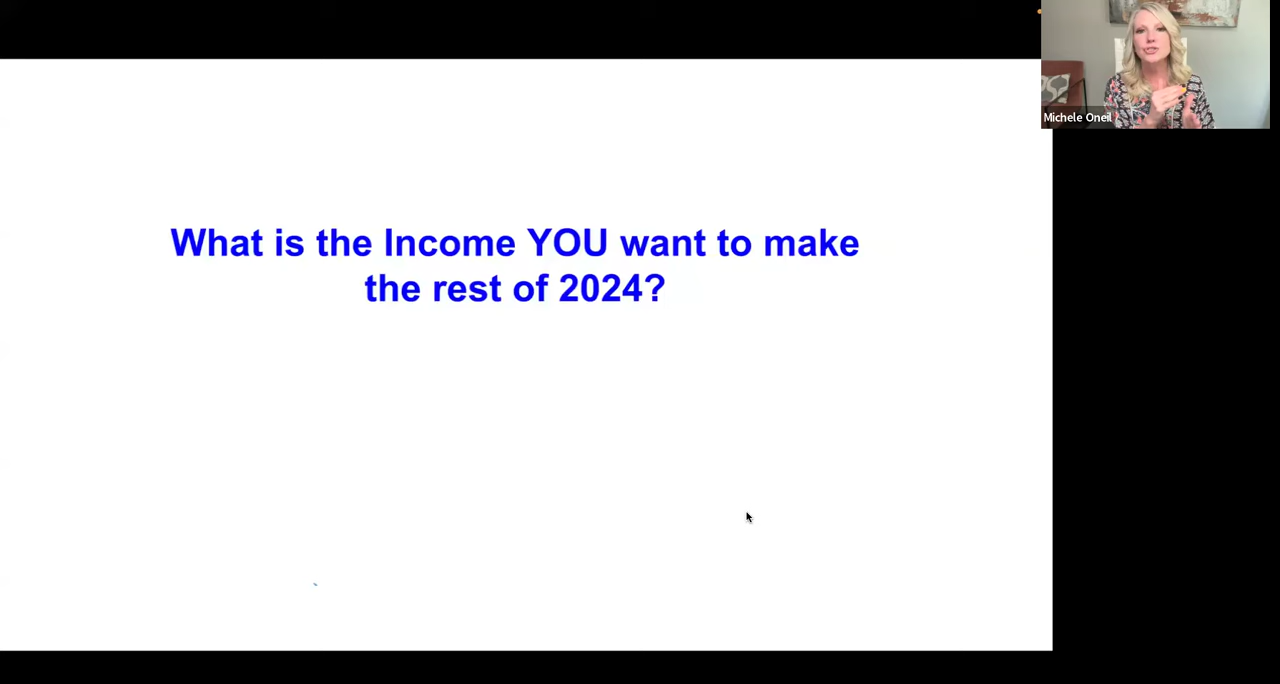 What is the Income YOU want to make
the rest of 2024?
Michele Oneil